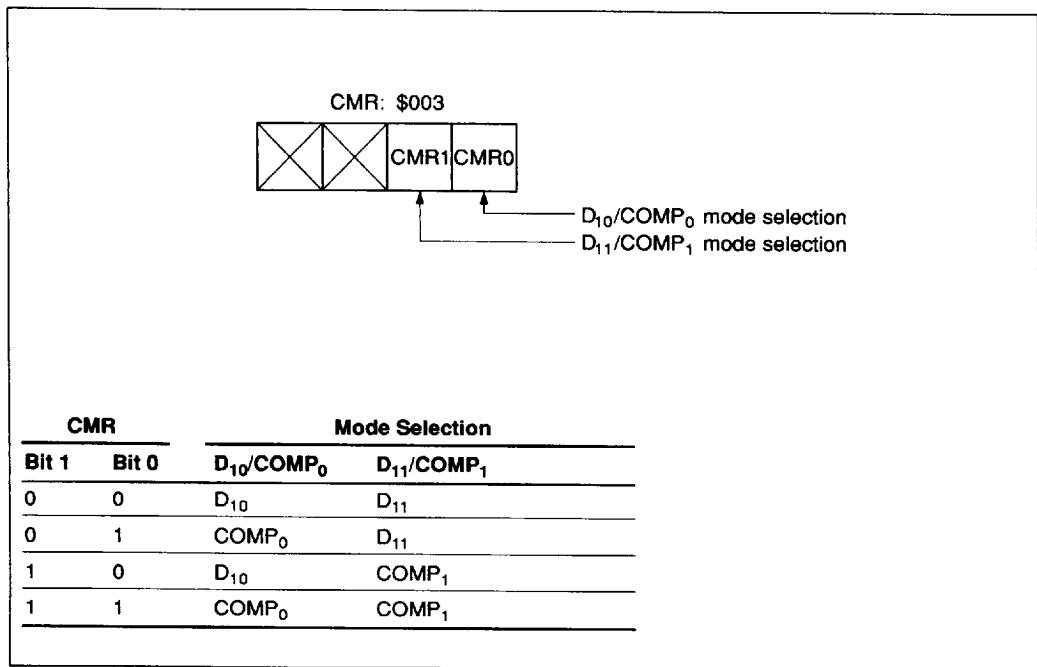 CMR: $003
CMR1 CMR0
D₁₀/COMP₀ mode selection
D₁₁/COMP₁ mode selection
CMR Mode Selection
Bit 1 Bit 0 D₁₀/COMP₀ D₁₁/COMP₁
0 0 D₁₀ D₁₁
0 1 COMP₀ D₁₁
1 0 D₁₀ COMP₁
1 1 COMP₀ COMP₁